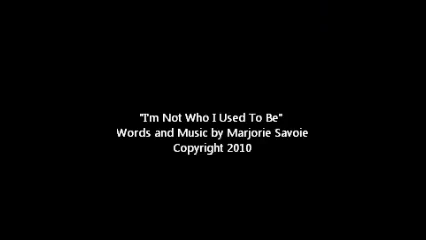 "I'm Not Who I Used To Be"
Words and Music by Marjorie Savoie
Copyright 2010